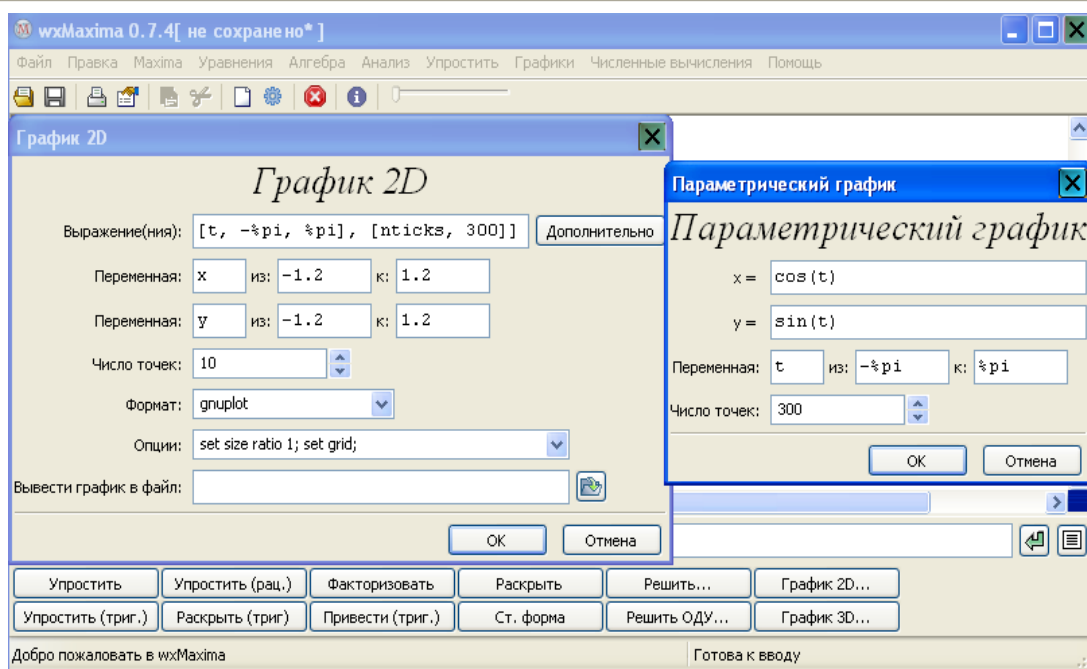 wxMaxima 0.7.4[ не сохранено* ]
Файл Правка Maxima Уравнения Алгебра Анализ Упростить Графики Численные вычисления Помощь
График 2D
График 2D
Выражение(ния): [t, -%pi, %pi], [nticks, 300]] Дополнительно
Переменная: x из: -1.2 к: 1.2
Переменная: y из: -1.2 к: 1.2
Число точек: 10
Формат: gnuplot
Опции: set size ratio 1; set grid;
Вывести график в файл:
OK Отмена
Параметрический график
Параметрический график
x = cos(t)
y = sin(t)
Переменная: t из: -%pi к: %pi
Число точек: 300
OK Отмена
Упростить Упростить (рац.) Факторизовать Раскрыть Решить... График 2D...
Упростить (триг.) Раскрыть (триг) Привести (триг.) Ст. форма Решить ОДУ... График 3D...
Добро пожаловать в wxMaxima Готова к вводу